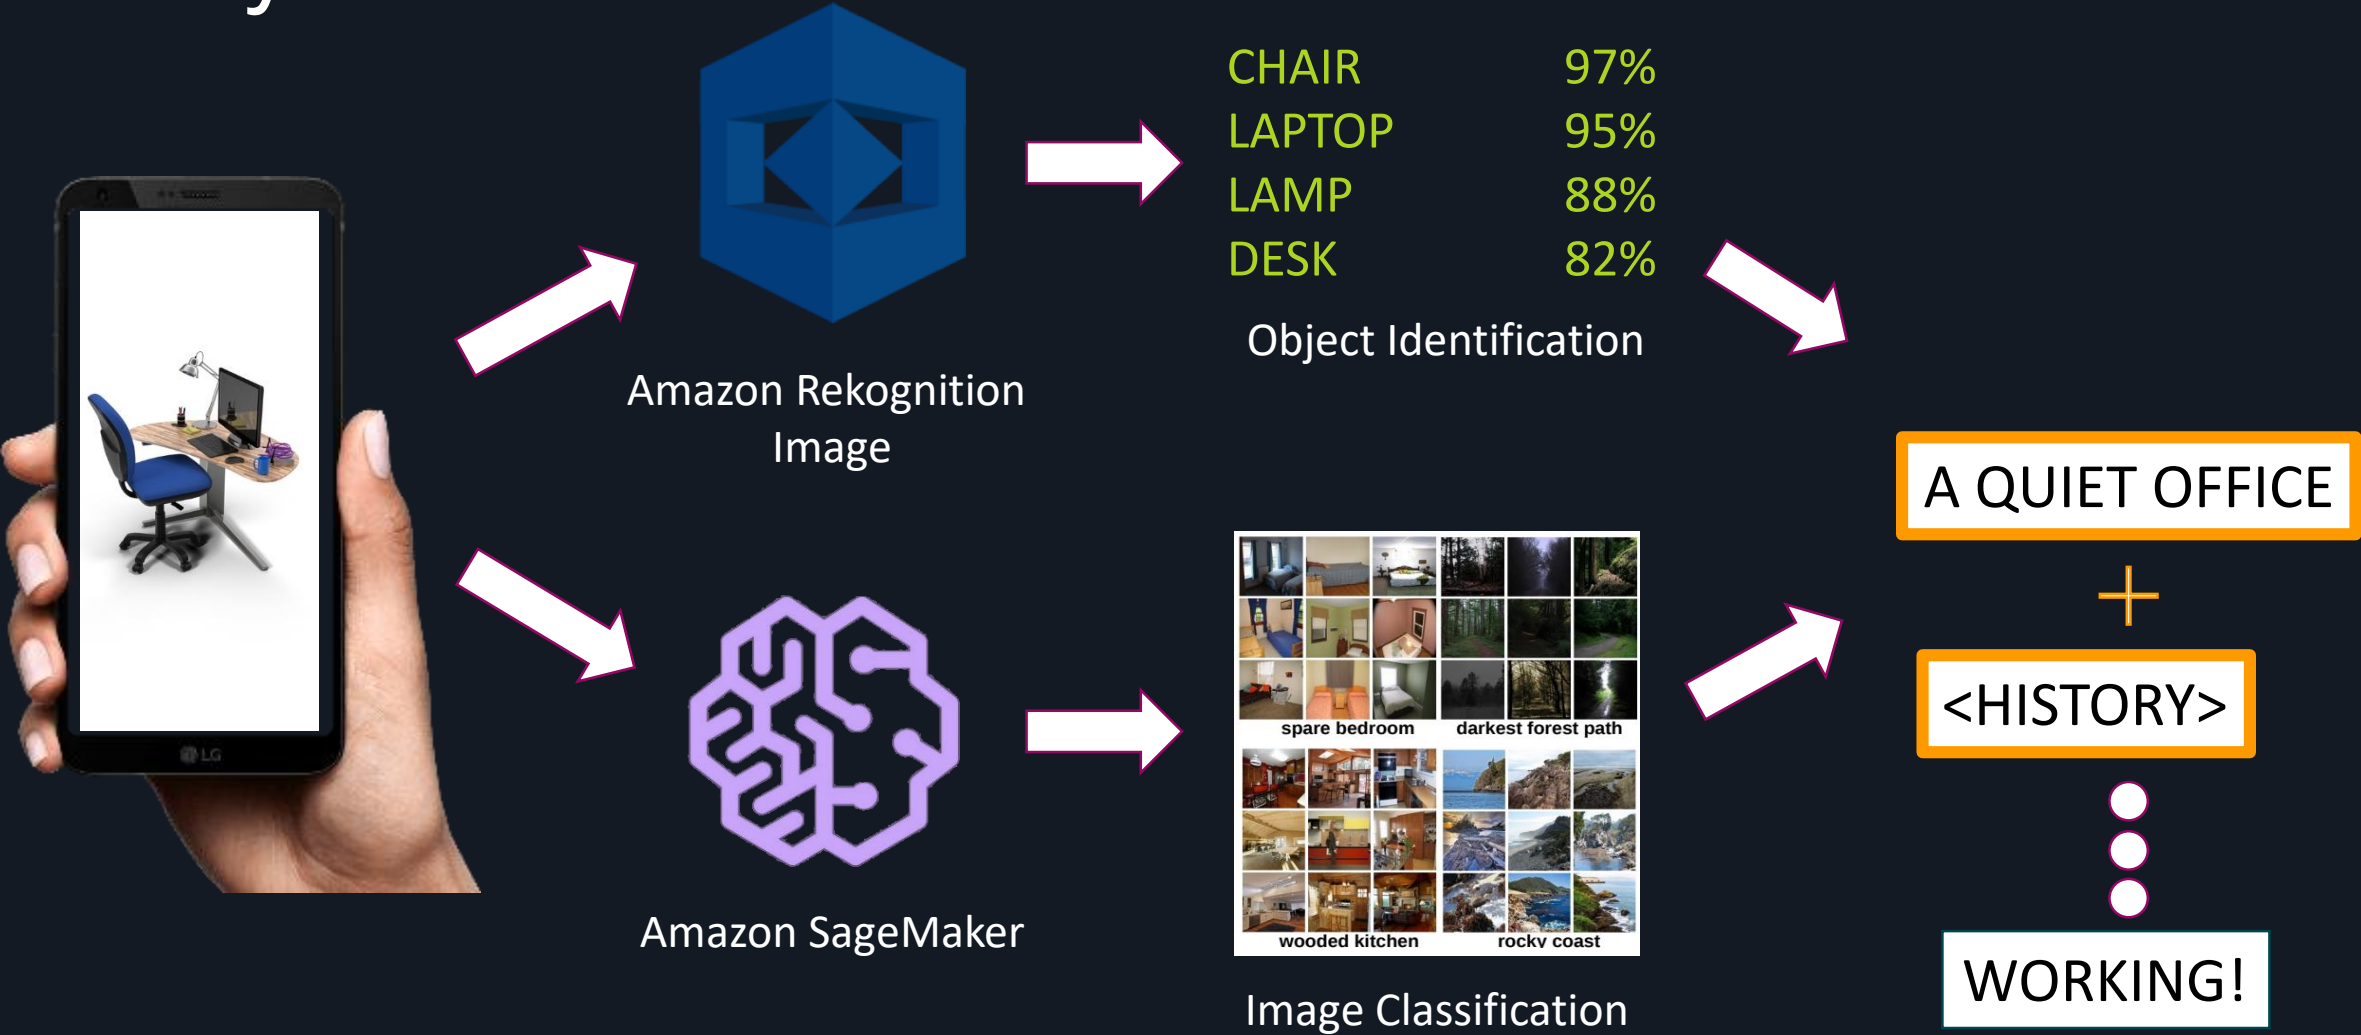 CHAIR 97%
LAPTOP 95%
LAMP 88%
DESK 82%
Object Identification
Amazon Rekognition
Image
LG
A QUIET OFFICE
+
<HISTORY>
WORKING!
spare bedroom darkest forest path
wooded kitchen rocky coast
Amazon SageMaker
Image Classification